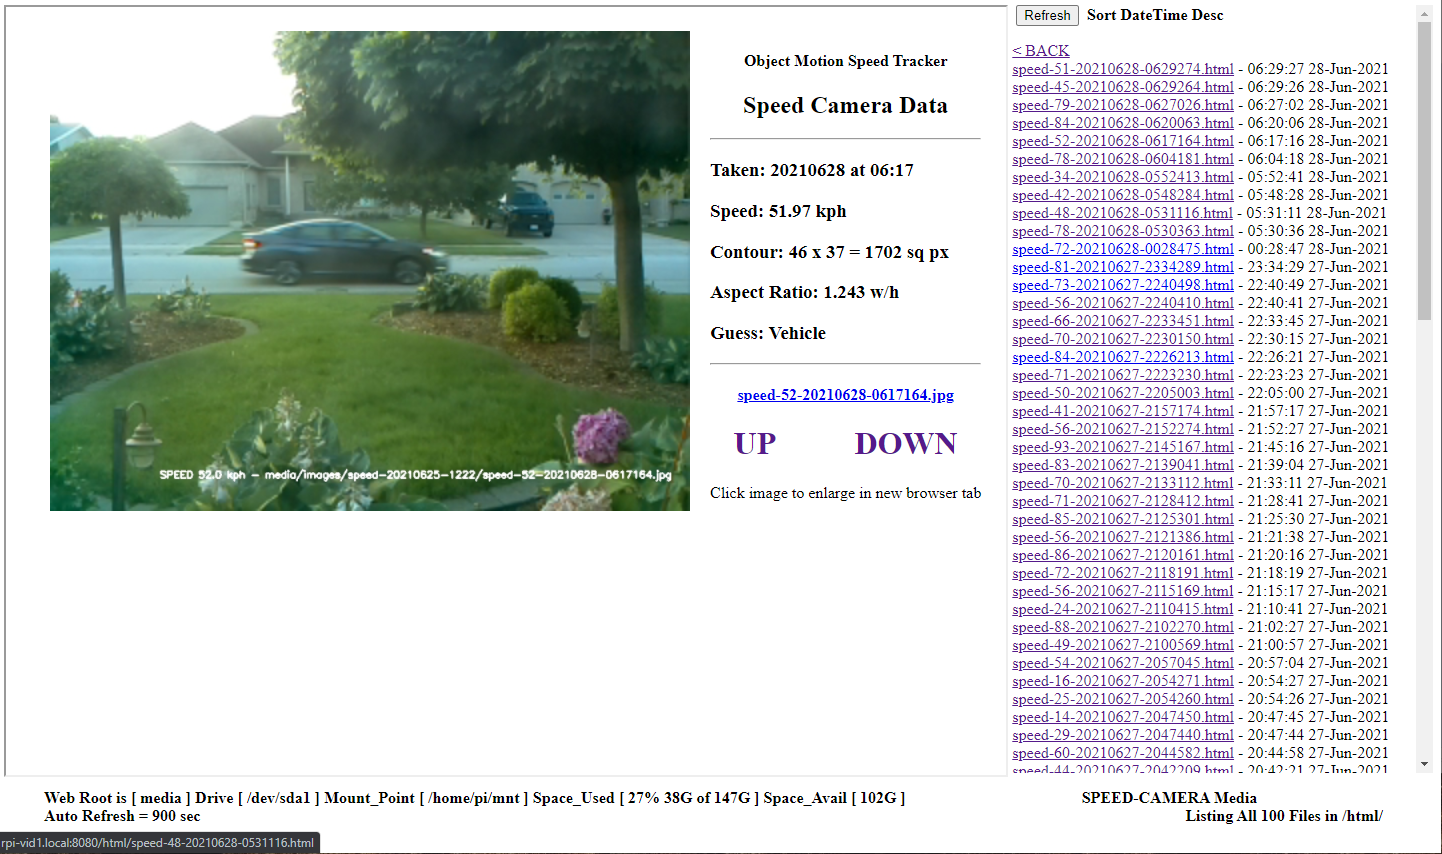 Object Motion Speed Tracker
Speed Camera Data
Taken: 20210628 at 06:17
Speed: 51.97 kph
Contour: 46 x 37 = 1702 sq px
Aspect Ratio: 1.243 w/h
Guess: Vehicle
speed-52-20210628-0617164.jpg
UP DOWN
Click image to enlarge in new browser tab
SPEED 52.0 kph - media/images/speed-20210625-1222/speed-52-20210628-0617164.jpg
Refresh Sort DateTime Desc
< BACK
speed-51-20210628-0629274.html - 06:29:27 28-Jun-2021
speed-45-20210628-0629264.html - 06:29:26 28-Jun-2021
speed-79-20210628-0627026.html - 06:27:02 28-Jun-2021
speed-84-20210628-0620063.html - 06:20:06 28-Jun-2021
speed-52-20210628-0617164.html - 06:17:16 28-Jun-2021
speed-78-20210628-0604181.html - 06:04:18 28-Jun-2021
speed-34-20210628-0552413.html - 05:52:41 28-Jun-2021
speed-42-20210628-0548284.html - 05:48:28 28-Jun-2021
speed-48-20210628-0531116.html - 05:31:11 28-Jun-2021
speed-78-20210628-0530363.html - 05:30:36 28-Jun-2021
speed-72-20210628-0028475.html - 00:28:47 28-Jun-2021
speed-81-20210627-2334289.html - 23:34:29 27-Jun-2021
speed-73-20210627-2240498.html - 22:40:49 27-Jun-2021
speed-56-20210627-2240410.html - 22:40:41 27-Jun-2021
speed-66-20210627-2233451.html - 22:33:45 27-Jun-2021
speed-70-20210627-2230150.html - 22:30:15 27-Jun-2021
speed-84-20210627-2226213.html - 22:26:21 27-Jun-2021
speed-71-20210627-2223230.html - 22:23:23 27-Jun-2021
speed-50-20210627-2205003.html - 22:05:00 27-Jun-2021
speed-41-20210627-2157174.html - 21:57:17 27-Jun-2021
speed-56-20210627-2152274.html - 21:52:27 27-Jun-2021
speed-93-20210627-2145167.html - 21:45:16 27-Jun-2021
speed-83-20210627-2139041.html - 21:39:04 27-Jun-2021
speed-70-20210627-2133112.html - 21:33:11 27-Jun-2021
speed-71-20210627-2128412.html - 21:28:41 27-Jun-2021
speed-85-20210627-2125301.html - 21:25:30 27-Jun-2021
speed-56-20210627-2121386.html - 21:21:38 27-Jun-2021
speed-86-20210627-2120161.html - 21:20:16 27-Jun-2021
speed-72-20210627-2118191.html - 21:18:19 27-Jun-2021
speed-56-20210627-2115169.html - 21:15:17 27-Jun-2021
speed-24-20210627-2110415.html - 21:10:41 27-Jun-2021
speed-88-20210627-2102270.html - 21:02:27 27-Jun-2021
speed-49-20210627-2100569.html - 21:00:57 27-Jun-2021
speed-54-20210627-2057045.html - 20:57:04 27-Jun-2021
speed-16-20210627-2054271.html - 20:54:27 27-Jun-2021
speed-25-20210627-2054260.html - 20:54:26 27-Jun-2021
speed-14-20210627-2047450.html - 20:47:45 27-Jun-2021
speed-29-20210627-2047440.html - 20:47:44 27-Jun-2021
speed-60-20210627-2044582.html - 20:44:58 27-Jun-2021
speed-44-20210627-2042209.html - 20:42:21 27-Jun-2021
Web Root is [ media ] Drive [ /dev/sda1 ] Mount_Point [ /home/pi/mnt ] Space_Used [ 27% 38G of 147G ] Space_Avail [ 102G ]
Auto Refresh = 900 sec
SPEED-CAMERA Media
Listing All 100 Files in /html/
rpi-vid1.local:8080/html/speed-48-20210628-0531116.html